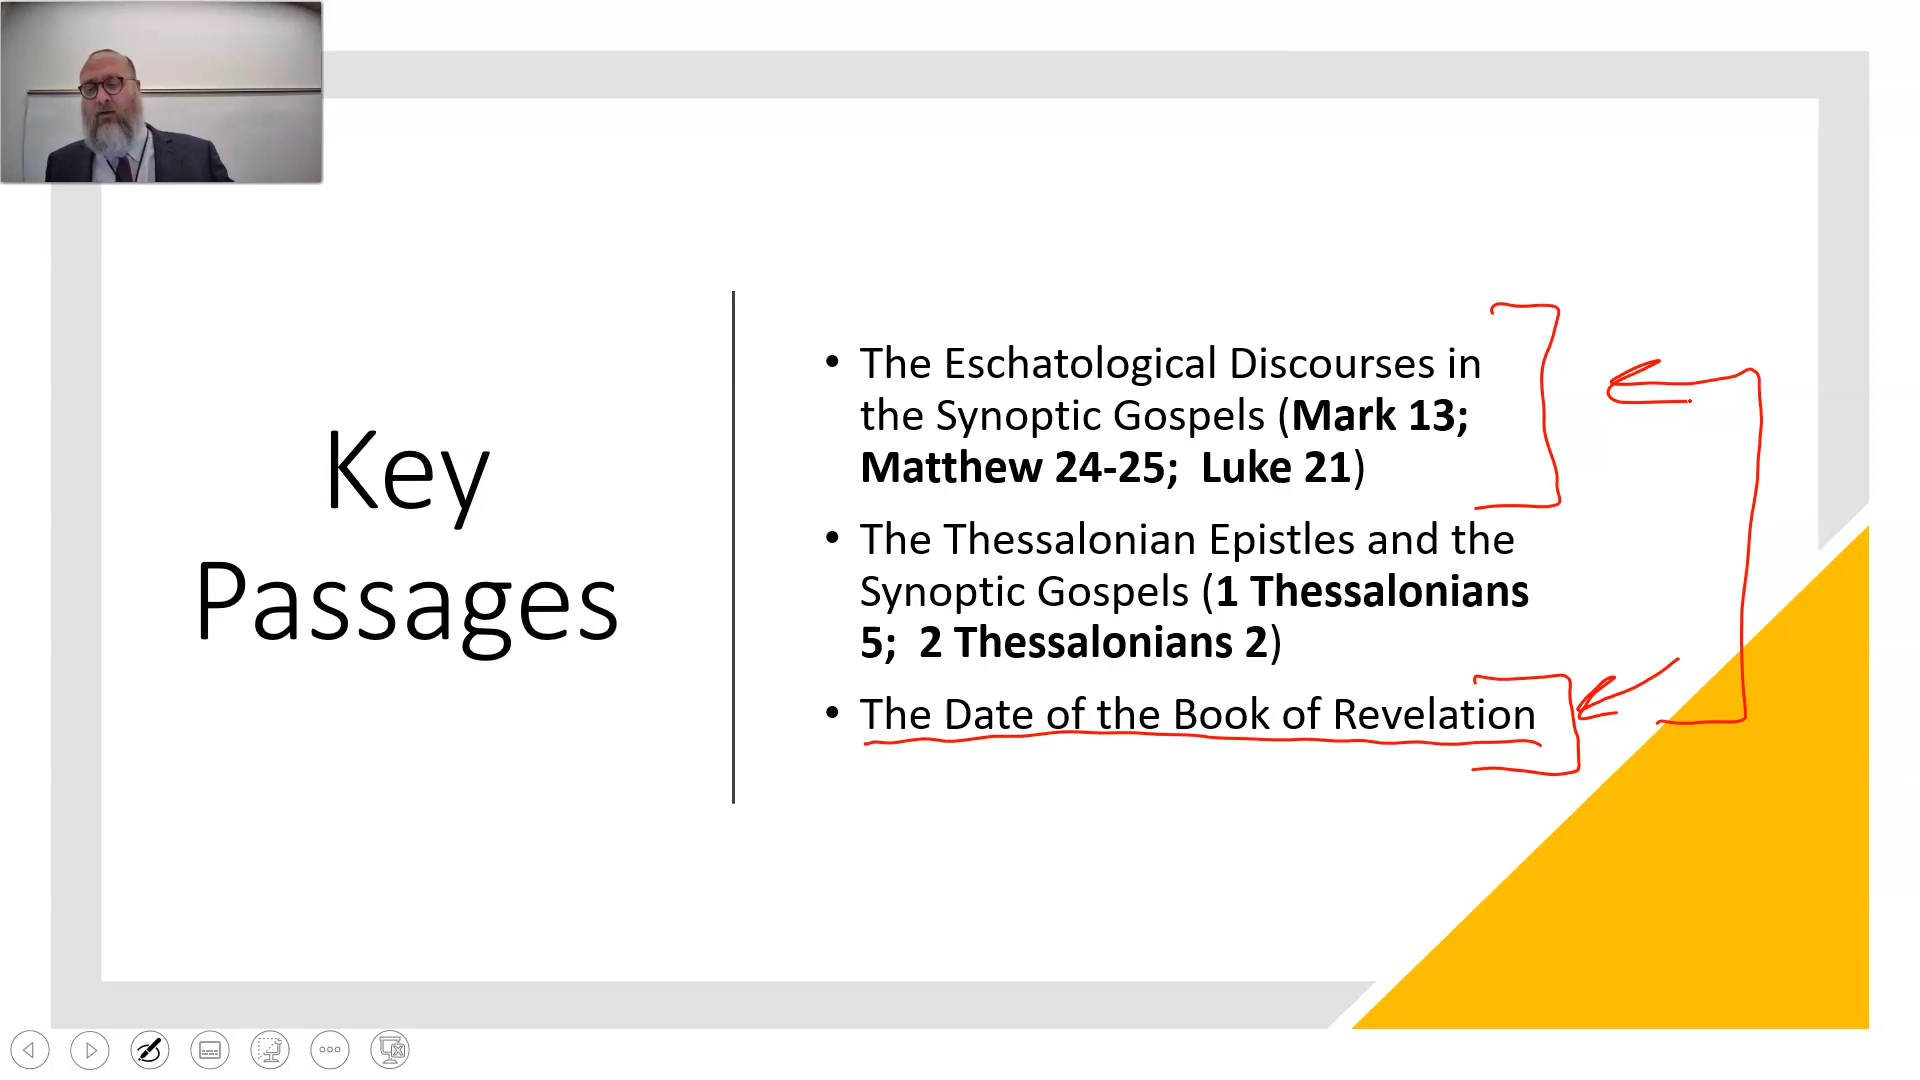 Key
Passages
• The Eschatological Discourses in
the Synoptic Gospels (Mark 13;
Matthew 24-25;  Luke 21)
• The Thessalonian Epistles and the
Synoptic Gospels (1 Thessalonians
5;  2 Thessalonians 2)
• The Date of the Book of Revelation